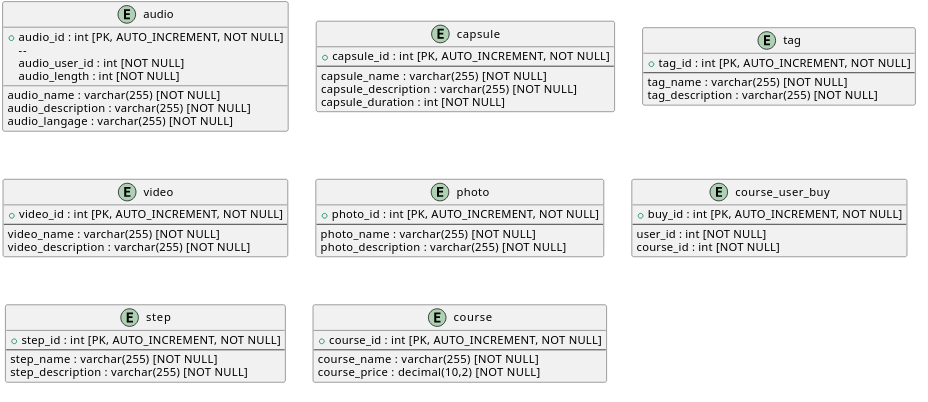 E audio
audio_id : int [PK, AUTO_INCREMENT, NOT NULL]
--
audio_user_id : int [NOT NULL]
audio_length : int [NOT NULL]
audio_name : varchar(255) [NOT NULL]
audio_description : varchar(255) [NOT NULL]
audio_langage : varchar(255) [NOT NULL]
E capsule
capsule_id : int [PK, AUTO_INCREMENT, NOT NULL]
capsule_name : varchar(255) [NOT NULL]
capsule_description : varchar(255) [NOT NULL]
capsule_duration : int [NOT NULL]
E tag
tag_id : int [PK, AUTO_INCREMENT, NOT NULL]
tag_name : varchar(255) [NOT NULL]
tag_description : varchar(255) [NOT NULL]
E video
video_id : int [PK, AUTO_INCREMENT, NOT NULL]
video_name : varchar(255) [NOT NULL]
video_description : varchar(255) [NOT NULL]
E photo
photo_id : int [PK, AUTO_INCREMENT, NOT NULL]
photo_name : varchar(255) [NOT NULL]
photo_description : varchar(255) [NOT NULL]
E course_user_buy
buy_id : int [PK, AUTO_INCREMENT, NOT NULL]
user_id : int [NOT NULL]
course_id : int [NOT NULL]
E step
step_id : int [PK, AUTO_INCREMENT, NOT NULL]
step_name : varchar(255) [NOT NULL]
step_description : varchar(255) [NOT NULL]
E course
course_id : int [PK, AUTO_INCREMENT, NOT NULL]
course_name : varchar(255) [NOT NULL]
course_price : decimal(10,2) [NOT NULL]